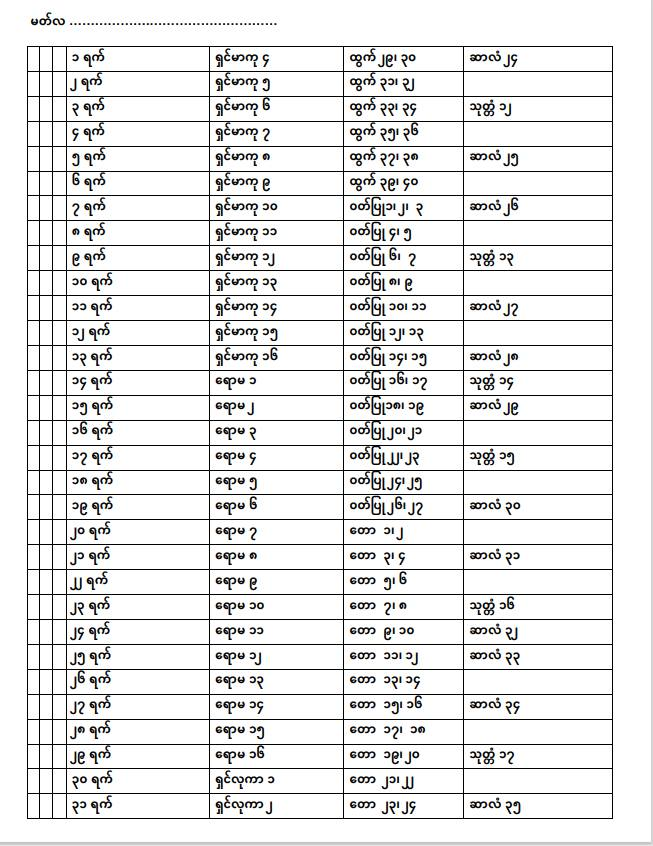 မတ်လ .................................................
၁ ရက် ရှင်မာကု ၄ ထွက်၂၉၊ ၃၀ ဆာလံ၂၄
၂ ရက် ရှင်မာကု ၅ ထွက် ၃၁၊ ၃၂
၃ ရက် ရှင်မာကု ၆ ထွက် ၃၃၊ ၃၄ သုတ္တံ ၁၂
၄ ရက် ရှင်မာကု ၇ ထွက် ၃၅၊ ၃၆
၅ ရက် ရှင်မာကု ၈ ထွက် ၃၇၊ ၃၈ ဆာလံ၂၅
၆ ရက် ရှင်မာကု ၉ ထွက် ၃၉၊ ၄၀
၇ ရက် ရှင်မာကု ၁၀ ဝတ်ပြု၁၊ ၂၊ ၃ ဆာလံ၂၆
၈ ရက် ရှင်မာကု ၁၁ ဝတ်ပြု ၄၊ ၅
၉ ရက် ရှင်မာကု ၁၂ ဝတ်ပြု ၆၊ ၇ သုတ္တံ ၁၃
၁၀ ရက် ရှင်မာကု ၁၃ ဝတ်ပြု ၈၊ ၉
၁၁ ရက် ရှင်မာကု ၁၄ ဝတ်ပြု ၁၀၊ ၁၁ ဆာလံ၂၇
၁၂ ရက် ရှင်မာကု ၁၅ ဝတ်ပြု ၁၂၊ ၁၃
၁၃ ရက် ရှင်မာကု ၁၆ ဝတ်ပြု ၁၄၊ ၁၅ ဆာလံ၂၈
၁၄ ရက် ရောမ ၁ ဝတ်ပြု ၁၆၊ ၁၇ သုတ္တံ ၁၄
၁၅ ရက် ရောမ၂ ဝတ်ပြု၁၈၊ ၁၉ ဆာလံ၂၉
၁၆ ရက် ရောမ ၃ ဝတ်ပြု၂၀၊၂၁
၁၇ ရက် ရောမ ၄ ဝတ်ပြု၂၂၊၂၃ သုတ္တံ ၁၅
၁၈ ရက် ရောမ ၅ ဝတ်ပြု၂၄၊၂၅
၁၉ ရက် ရောမ ၆ ဝတ်ပြု၂၆၊၂၇ ဆာလံ ၃၀
၂၀ ရက် ရောမ ၇ တော ၁၊၂
၂၁ ရက် ရောမ ၈ တော ၃၊ ၄ ဆာလံ ၃၁
၂၂ ရက် ရောမ ၉ တော ၅၊ ၆
၂၃ ရက် ရောမ ၁၀ တော ၇၊ ၈ သုတ္တံ ၁၆
၂၄ ရက် ရောမ ၁၁ တော ၉၊ ၁၀ ဆာလံ ၃၂
၂၅ ရက် ရောမ ၁၂ တော ၁၁၊ ၁၂ ဆာလံ ၃၃
၂၆ ရက် ရောမ ၁၃ တော ၁၃၊ ၁၄
၂၇ ရက် ရောမ ၁၄ တော ၁၅၊ ၁၆ ဆာလံ ၃၄
၂၈ ရက် ရောမ ၁၅ တော ၁၇၊ ၁၈
၂၉ ရက် ရောမ ၁၆ တော ၁၉၊၂၀ သုတ္တံ ၁၇
၃၀ ရက် ရှင်လုကာ ၁ တော ၂၁၊၂၂
၃၁ ရက် ရှင်လုကာ၂ တော ၂၃၊၂၄ ဆာလံ ၃၅